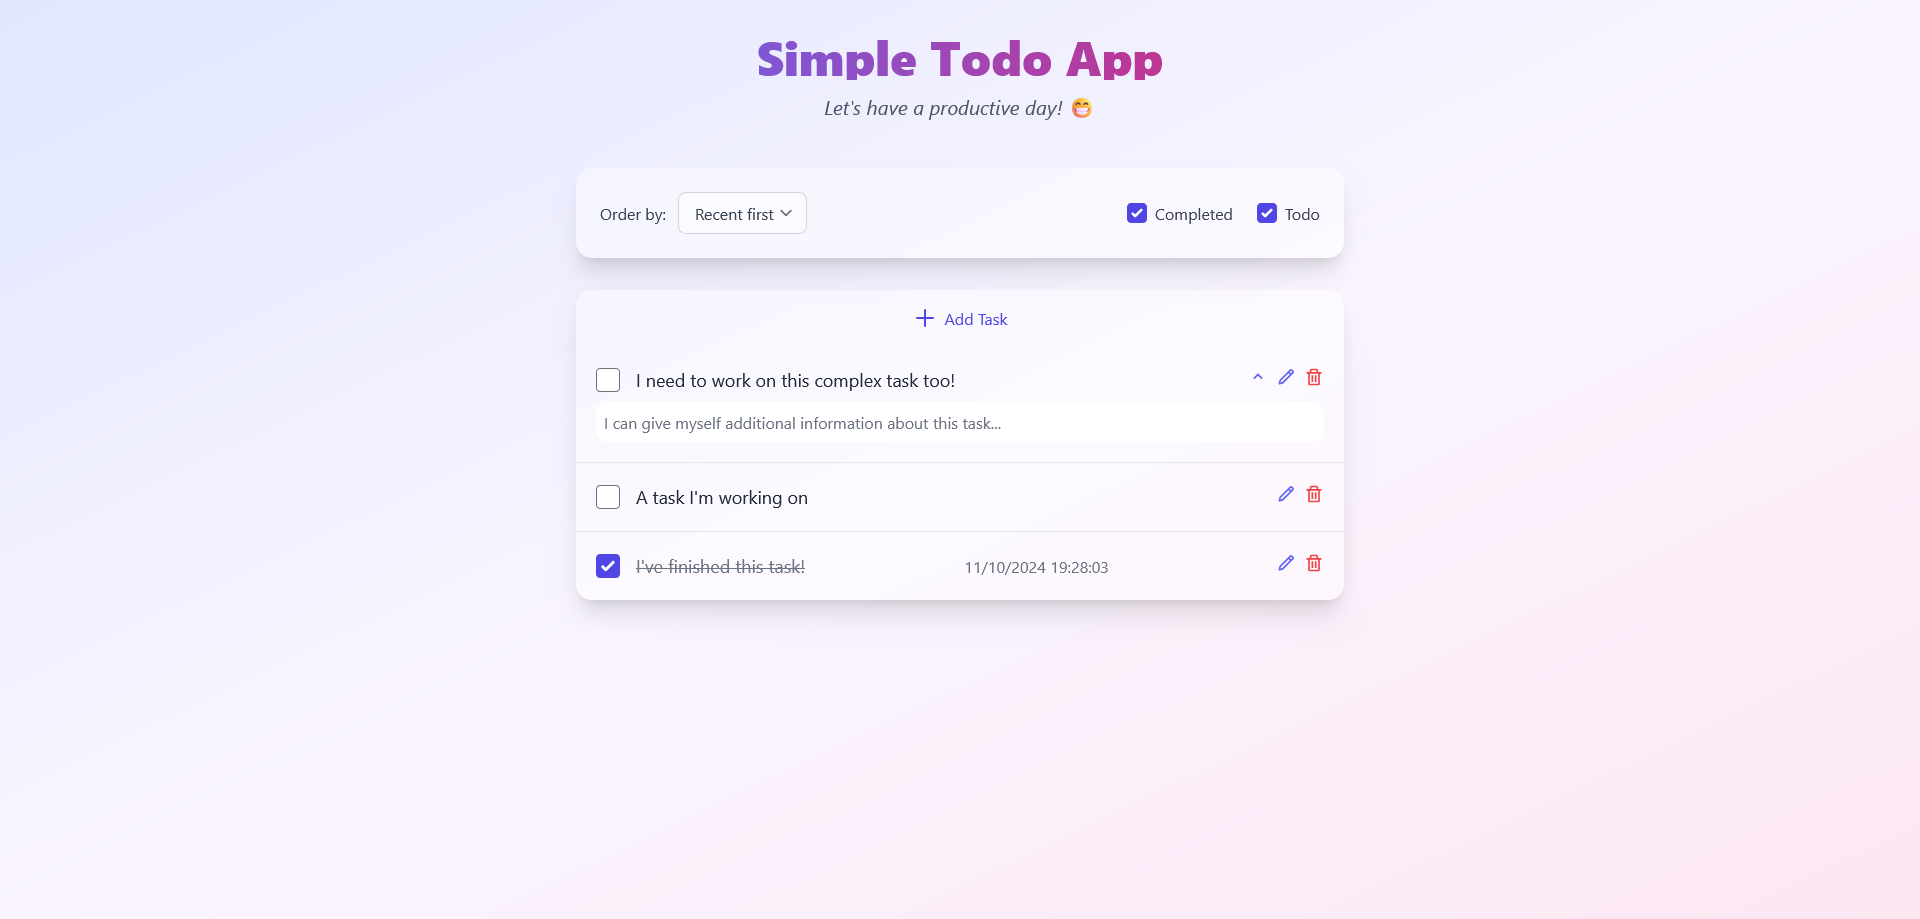 Simple Todo App
Let's have a productive day! 😁
Order by: Recent first Completed Todo
Add Task
I need to work on this complex task too!
I can give myself additional information about this task...
A task I'm working on
I've finished this task! 11/10/2024 19:28:03